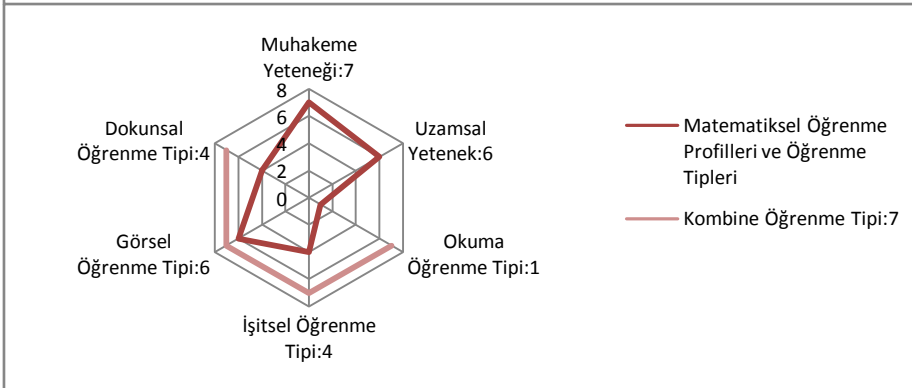 Muhakeme
Yeteneği:7
8
6
4
2
0
Uzamsal
Yetenek:6
Okuma
Öğrenme Tipi:1
İşitsel Öğrenme
Tipi:4
Görsel
Öğrenme Tipi:6
Dokunsal
Öğrenme Tipi:4
Matematiksel Öğrenme
Profilleri ve Öğrenme
Tipleri
Kombine Öğrenme Tipi:7